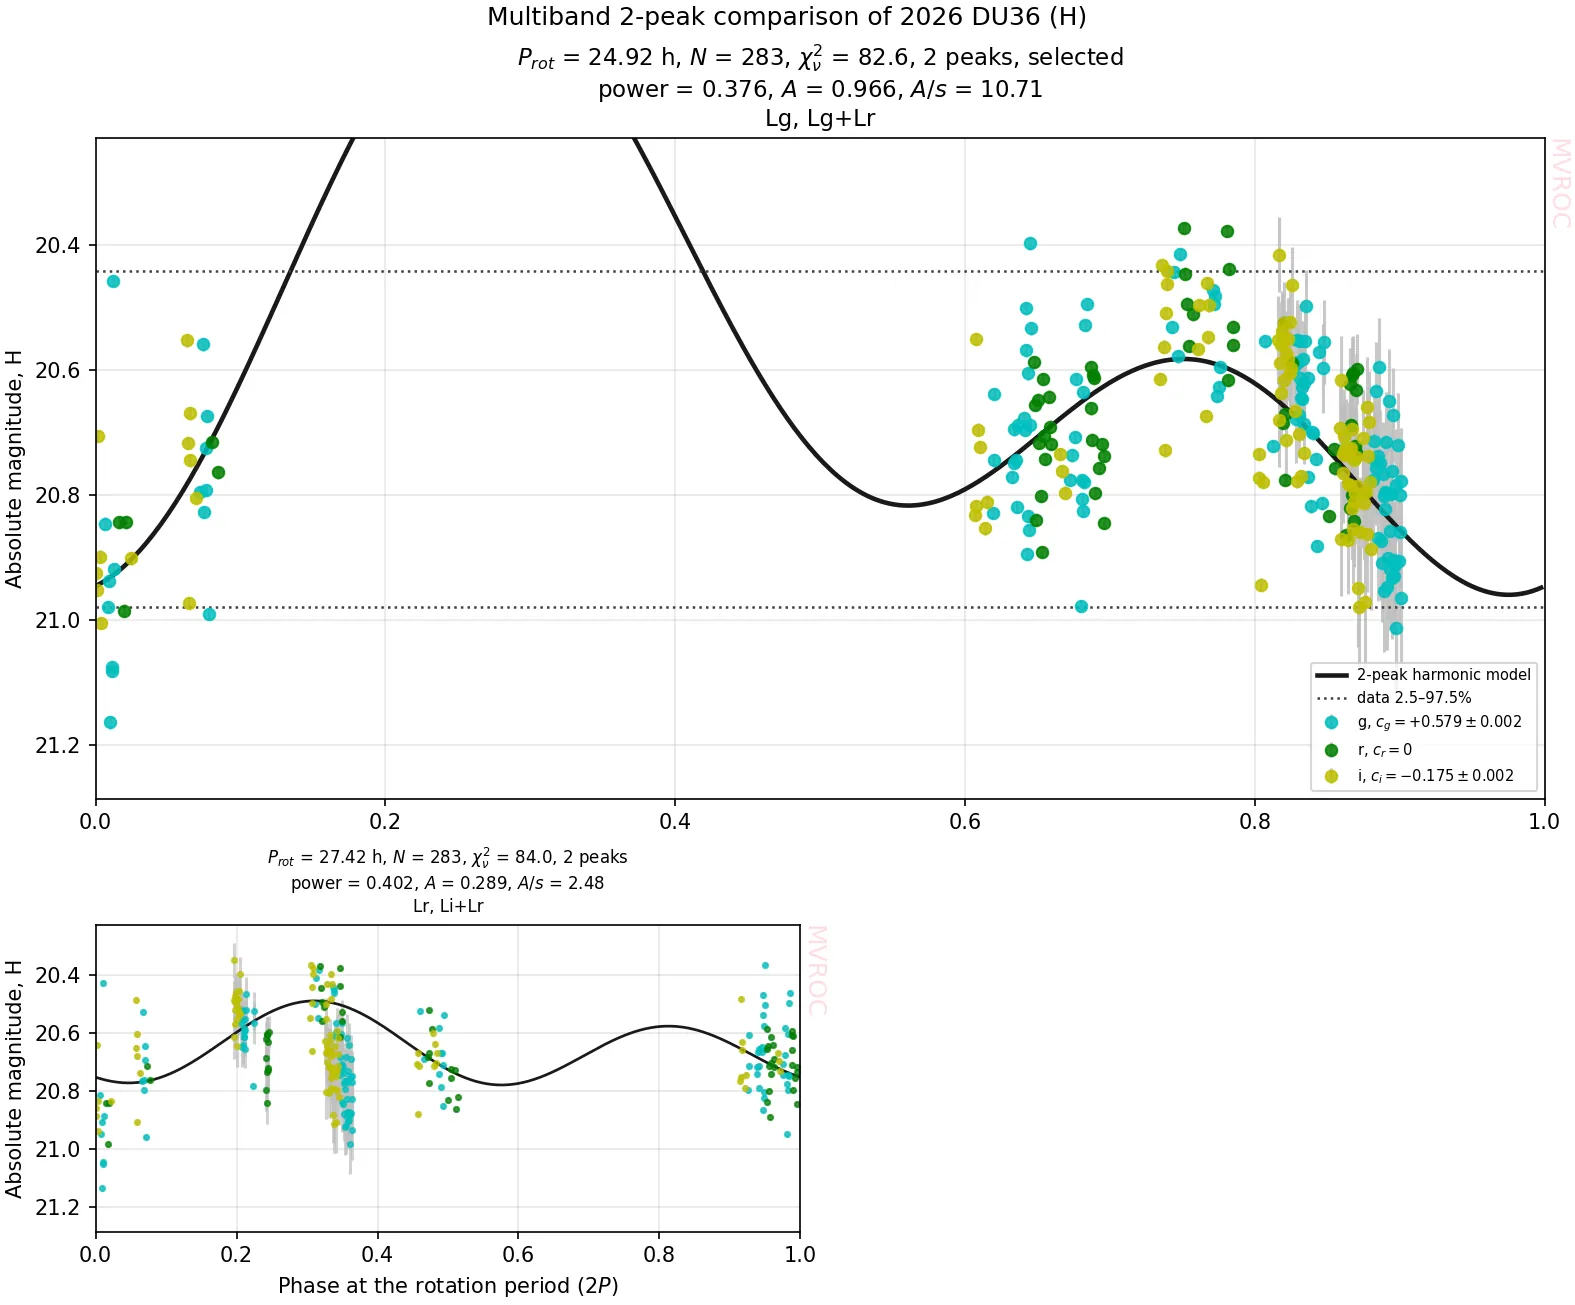 Multiband 2-peak comparison of 2026 DU36 (H)
P_rot = 24.92 h, N = 283, χ²_ν = 82.6, 2 peaks, selected
power = 0.376, A = 0.966, A/s = 10.71
Lg, Lg+Lr
Absolute magnitude, H
20.4
20.6
20.8
21.0
21.2
0.0 0.2 0.4 0.6 0.8 1.0
2-peak harmonic model
data 2.5–97.5%
g, c_g = +0.579 ± 0.002
r, c_r = 0
i, c_i = −0.175 ± 0.002
MVROC
P_rot = 27.42 h, N = 283, χ²_ν = 84.0, 2 peaks
power = 0.402, A = 0.289, A/s = 2.48
Lr, Li+Lr
Absolute magnitude, H
20.4
20.6
20.8
21.0
21.2
0.0 0.2 0.4 0.6 0.8 1.0
Phase at the rotation period (2P)
MVROC